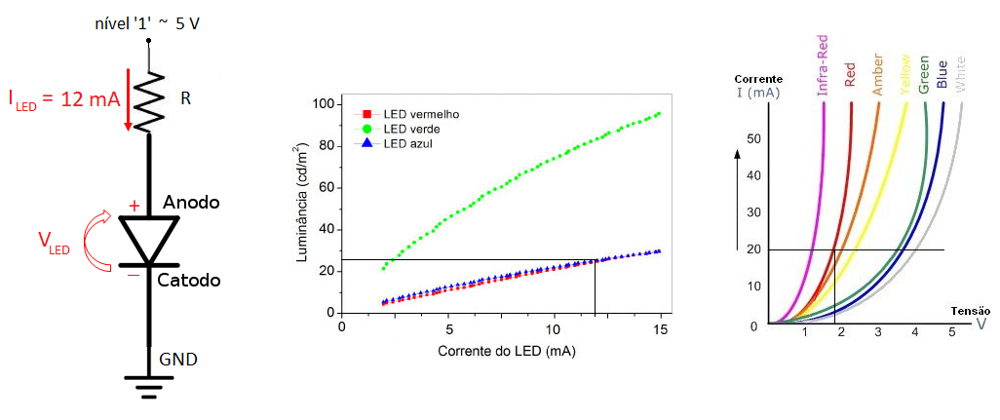 nível '1' ~ 5 V
I LED = 12 mA
R
+
Anodo
V LED
−
Catodo
GND
LED vermelho
LED verde
LED azul
Luminância (cd/m²)
100
80
60
40
20
0
0 5 10 15
Corrente do LED (mA)
Infra-Red
Red
Amber
Yellow
Green
Blue
White
Corrente
I (mA)
50
40
30
20
10
0
1 2 3 4 5
Tensão
V